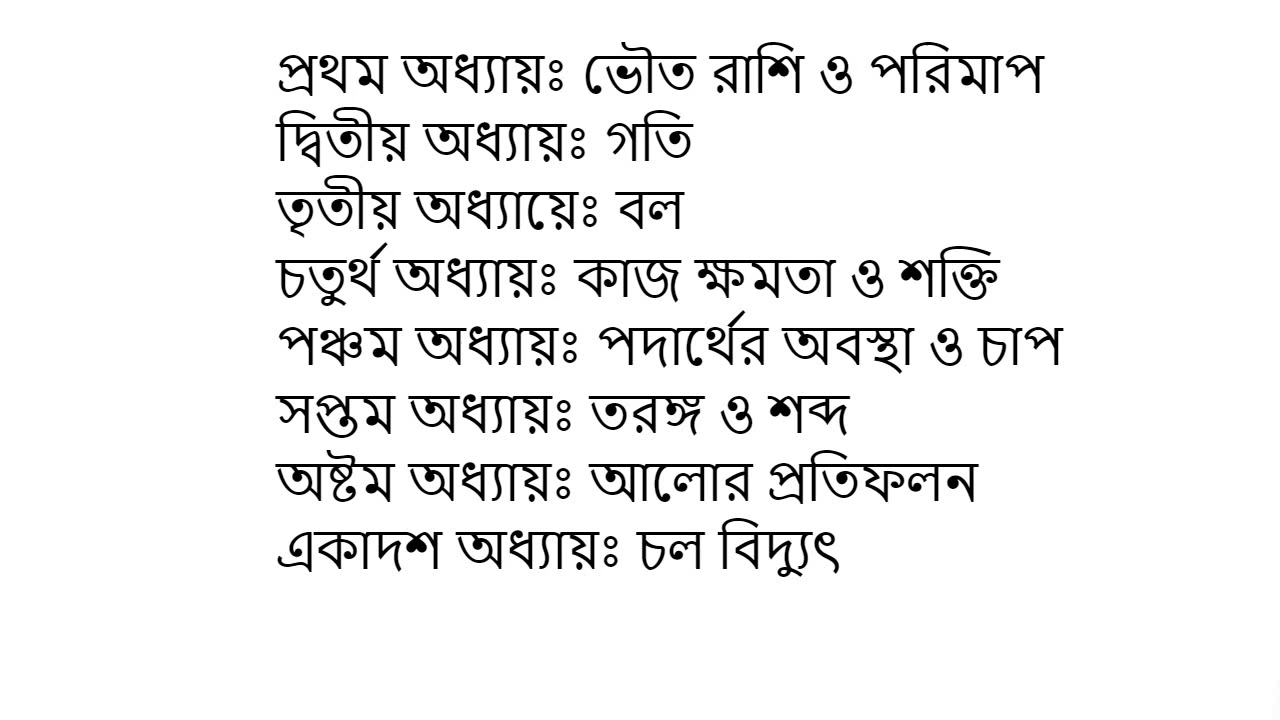 প্রথম অধ্যায়ঃ ভৌত রাশি ও পরিমাপ
দ্বিতীয় অধ্যায়ঃ গতি
তৃতীয় অধ্যায়েঃ বল
চতুর্থ অধ্যায়ঃ কাজ ক্ষমতা ও শক্তি
পঞ্চম অধ্যায়ঃ পদার্থের অবস্থা ও চাপ
সপ্তম অধ্যায়ঃ তরঙ্গ ও শব্দ
অষ্টম অধ্যায়ঃ আলোর প্রতিফলন
একাদশ অধ্যায়ঃ চল বিদ্যুৎ